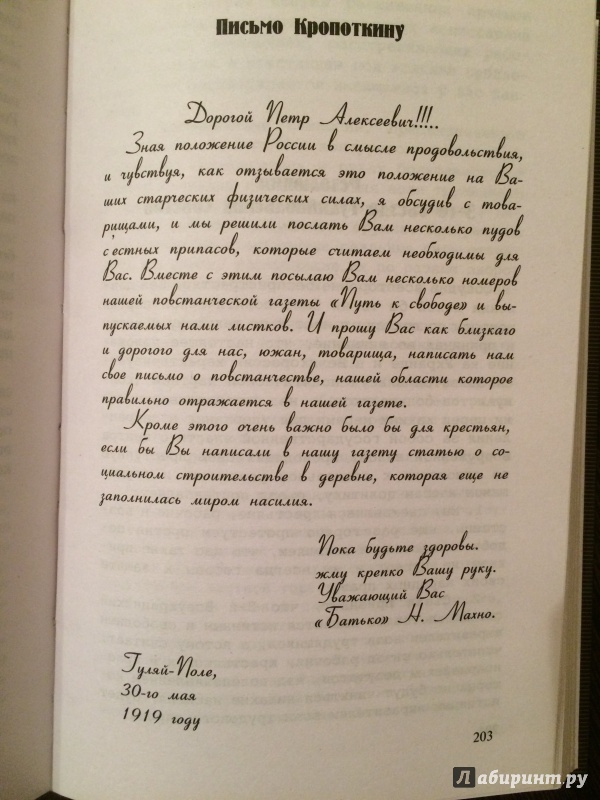 Письмо Кропоткину
Дорогой Петр Алексеевич!!!..
Зная положение России в смысле продовольствия,
и чувствуя, как отзывается это положение на Ва-
ших старческих физических силах, я обсудив с това-
рищами, и мы решили послать Вам несколько пудов
с'естных припасов, которые считаем необходимы для
Вас. Вместе с этим посылаю Вам несколько номеров
нашей повстанческой газеты «Путь к свободе» и вы-
пускаемых нами листков. И прошу Вас как близкаго
и дорогого для нас, южан, товарища, написать нам
свое письмо о повстанчестве, нашей области которое
правильно отражается в нашей газете.
Кроме этого очень важно было бы для крестьян,
если бы Вы написали в нашу газету статью о со-
циальном строительстве в деревне, которая еще не
заполнилась миром насилия.
Пока будьте здоровы.
жму крепко Вашу руку.
Уважающий Вас
«Батько» Н. Махно.
Гуляй-Поле,
30-го мая
1919 году
203
Лабиринт.ру